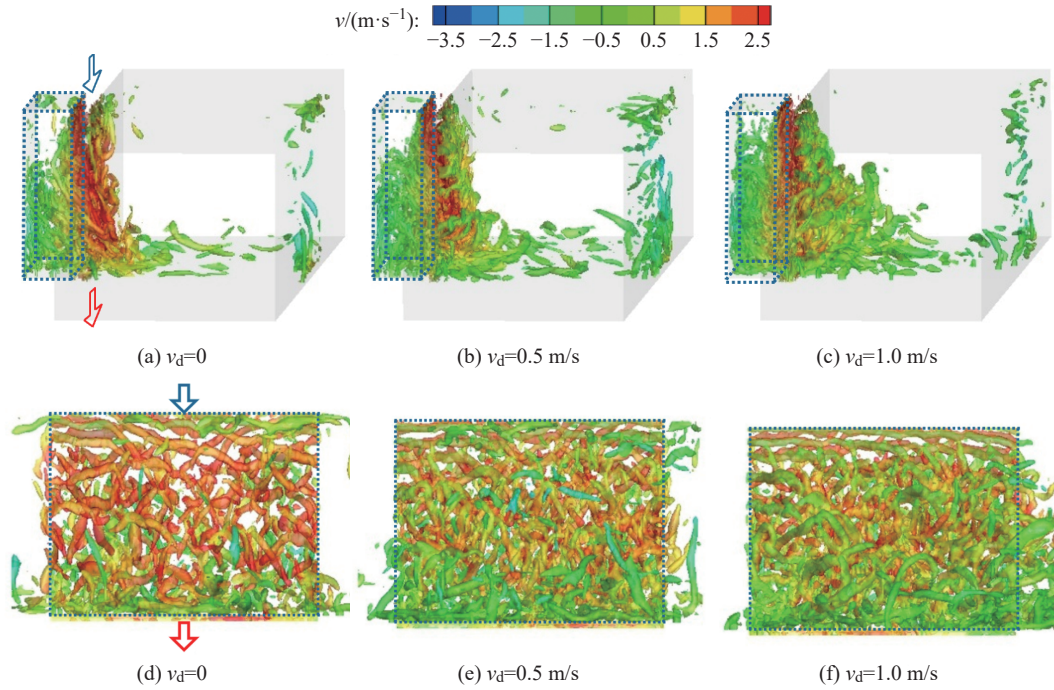 v/(m·s⁻¹):
−3.5 −2.5 −1.5 −0.5 0.5 1.5 2.5
(a) vd=0
(b) vd=0.5 m/s
(c) vd=1.0 m/s
(d) vd=0
(e) vd=0.5 m/s
(f) vd=1.0 m/s